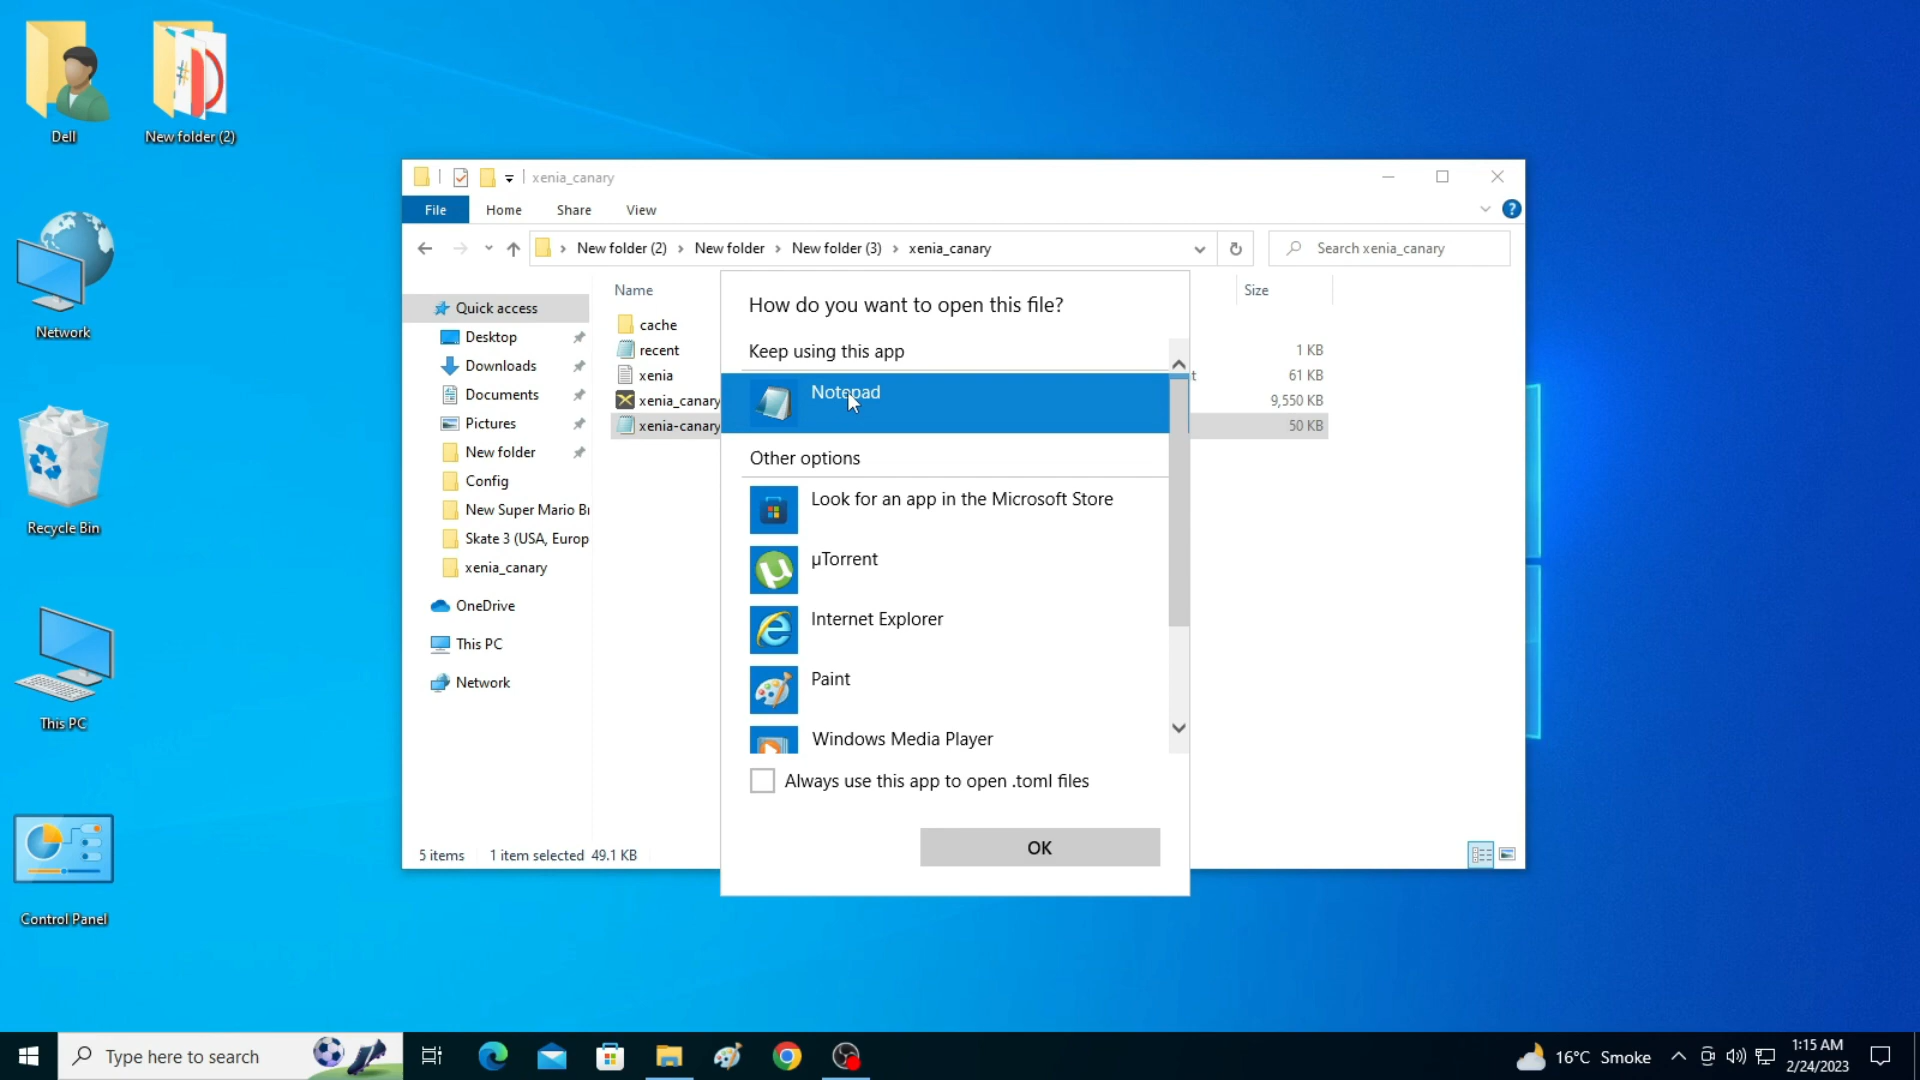 Dell
New folder (2)
Network
Recycle Bin
This PC
Control Panel
xenia_canary
File
Home
Share
View
?
New folder (2)
New folder
New folder (3)
xenia_canary
Search xenia_canary
Quick access
Desktop
Downloads
Documents
Pictures
New folder
Config
New Super Mario Br
Skate 3 (USA, Europ
xenia_canary
OneDrive
This PC
Network
Name
Size
cache
recent
1 KB
xenia
t
61 KB
xenia_canary
9,550 KB
xenia-canary
50 KB
How do you want to open this file?
Keep using this app
Notepad
Other options
Look for an app in the Microsoft Store
µTorrent
Internet Explorer
Paint
Windows Media Player
Always use this app to open .toml files
OK
5 items
1 item selected 49.1 KB
Type here to search
16°C Smoke
1:15 AM
2/24/2023